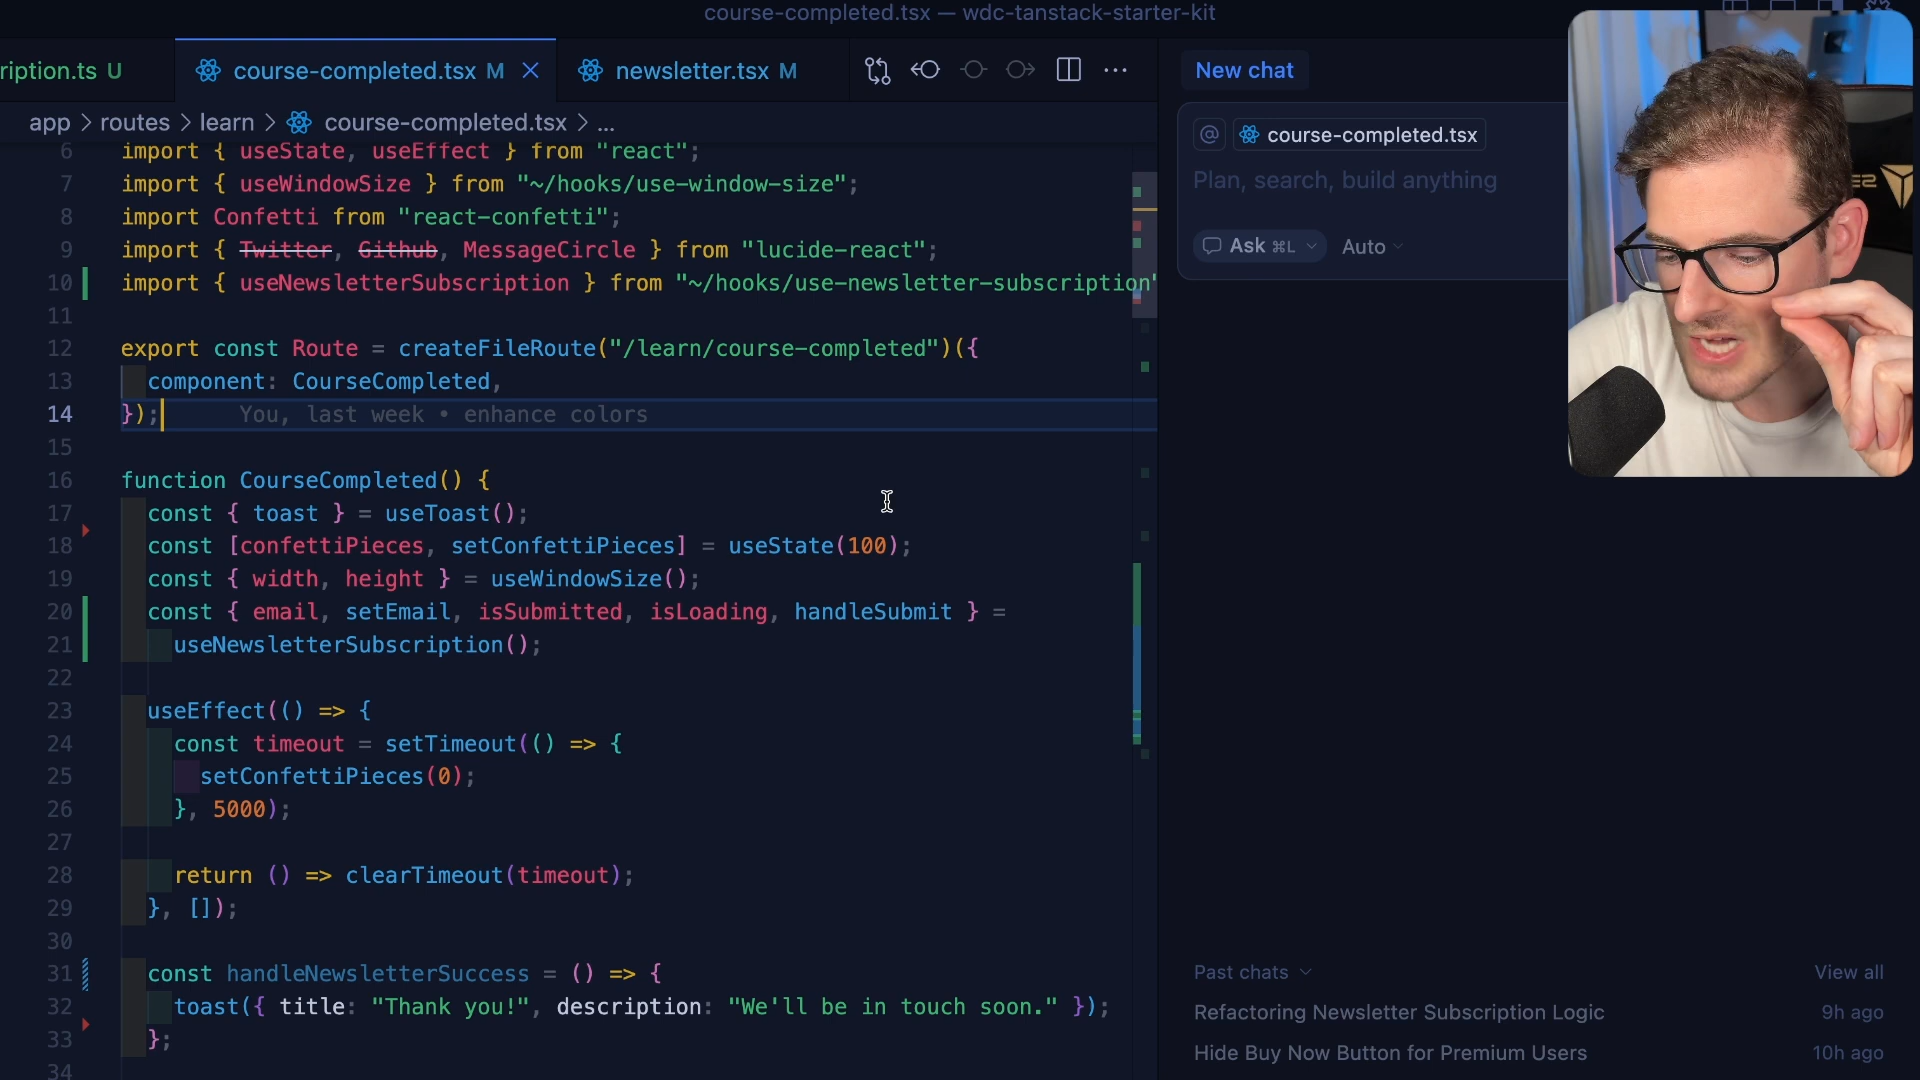 course-completed.tsx — wdc-tanstack-starter-kit
ription.ts U
course-completed.tsx M
newsletter.tsx M
app > routes > learn > course-completed.tsx > ...
6 import { useState, useEffect } from "react";
7 import { useWindowSize } from "~/hooks/use-window-size";
8 import Confetti from "react-confetti";
9 import { Twitter, Github, MessageCircle } from "lucide-react";
10 import { useNewsletterSubscription } from "~/hooks/use-newsletter-subscription"
11
12 export const Route = createFileRoute("/learn/course-completed")({
13 component: CourseCompleted,
14 }); You, last week • enhance colors
15
16 function CourseCompleted() {
17 const { toast } = useToast();
18 const [confettiPieces, setConfettiPieces] = useState(100);
19 const { width, height } = useWindowSize();
20 const { email, setEmail, isSubmitted, isLoading, handleSubmit } =
21 useNewsletterSubscription();
22
23 useEffect(() => {
24 const timeout = setTimeout(() => {
25 setConfettiPieces(0);
26 }, 5000);
27
28 return () => clearTimeout(timeout);
29 }, []);
30
31 const handleNewsletterSuccess = () => {
32 toast({ title: "Thank you!", description: "We'll be in touch soon." });
33 };
34
New chat
@ course-completed.tsx
Plan, search, build anything
Ask ⌘L Auto
Past chats View all
Refactoring Newsletter Subscription Logic 9h ago
Hide Buy Now Button for Premium Users 10h ago